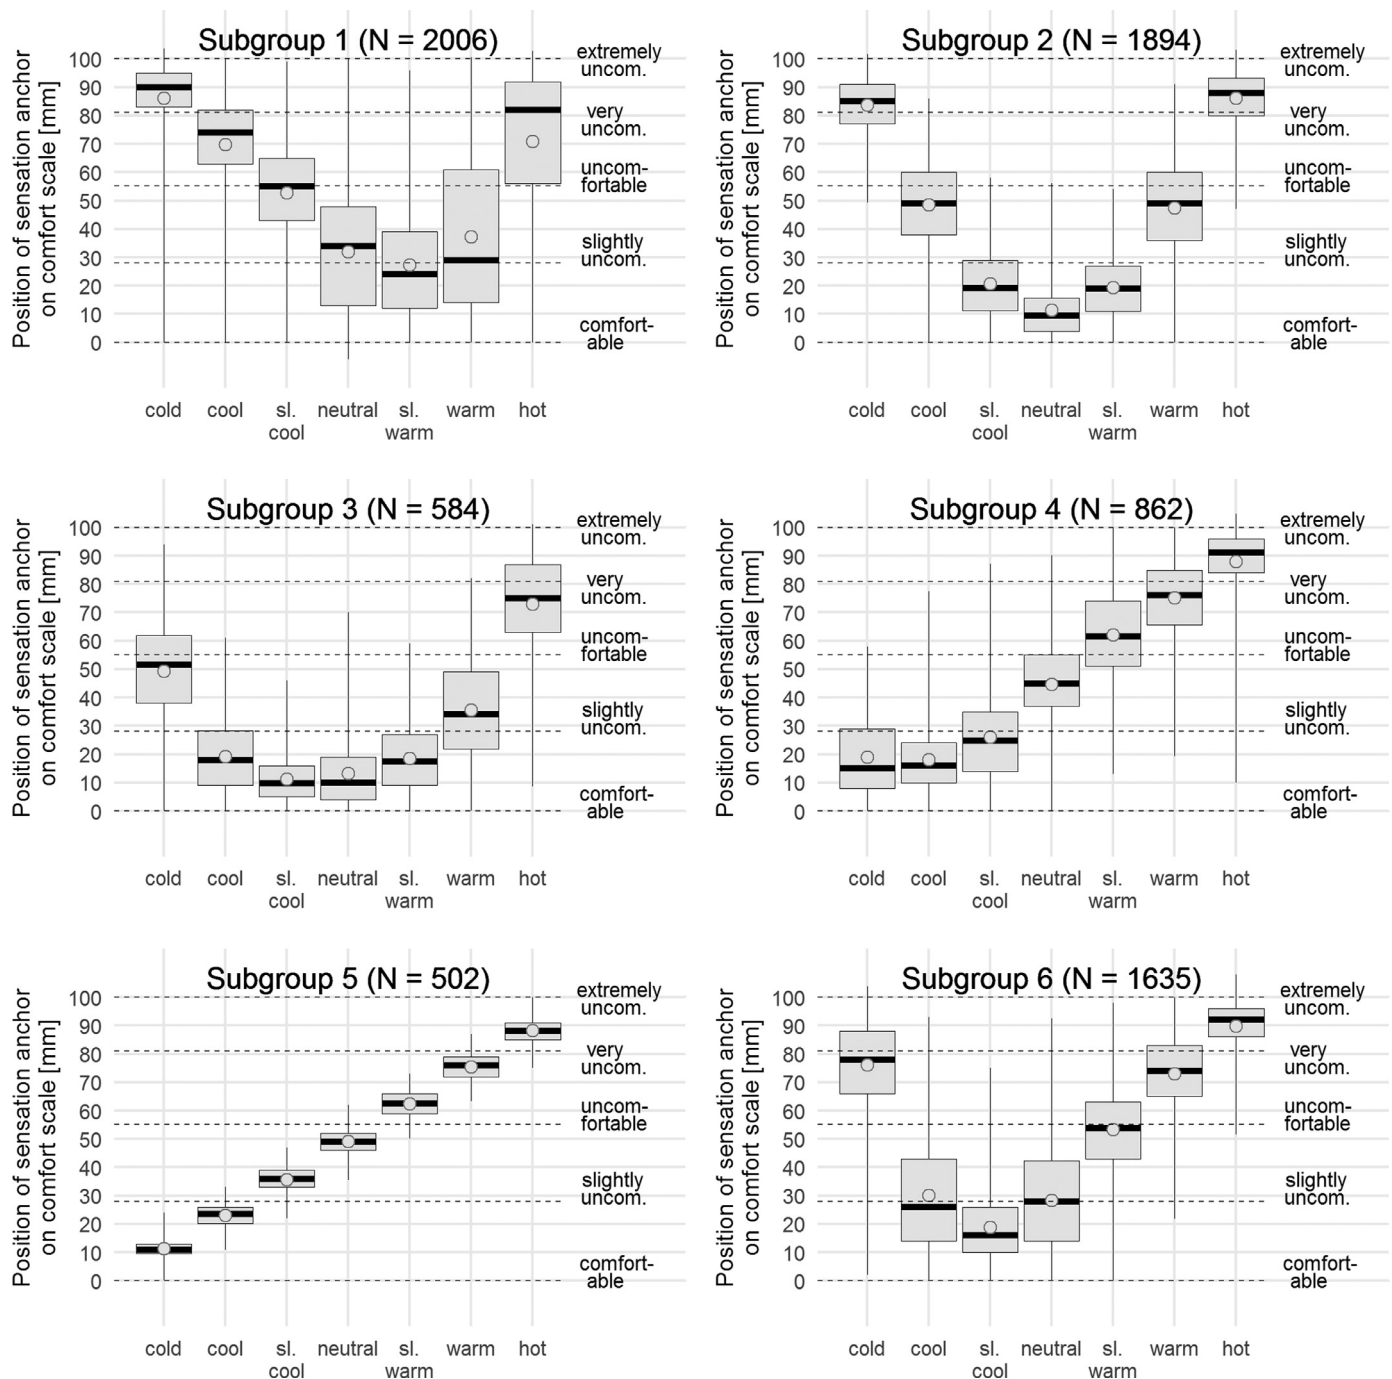 Subgroup 1 (N = 2006)
Position of sensation anchor
on comfort scale [mm]
100
90
80
70
60
50
40
30
20
10
0
extremely
uncom.
very
uncom.
uncom-
fortable
slightly
uncom.
comfort-
able
cold cool sl. neutral sl. warm hot
cool warm
Subgroup 2 (N = 1894)
Position of sensation anchor
on comfort scale [mm]
100
90
80
70
60
50
40
30
20
10
0
extremely
uncom.
very
uncom.
uncom-
fortable
slightly
uncom.
comfort-
able
cold cool sl. neutral sl. warm hot
cool warm
Subgroup 3 (N = 584)
Position of sensation anchor
on comfort scale [mm]
100
90
80
70
60
50
40
30
20
10
0
extremely
uncom.
very
uncom.
uncom-
fortable
slightly
uncom.
comfort-
able
cold cool sl. neutral sl. warm hot
cool warm
Subgroup 4 (N = 862)
Position of sensation anchor
on comfort scale [mm]
100
90
80
70
60
50
40
30
20
10
0
extremely
uncom.
very
uncom.
uncom-
fortable
slightly
uncom.
comfort-
able
cold cool sl. neutral sl. warm hot
cool warm
Subgroup 5 (N = 502)
Position of sensation anchor
on comfort scale [mm]
100
90
80
70
60
50
40
30
20
10
0
extremely
uncom.
very
uncom.
uncom-
fortable
slightly
uncom.
comfort-
able
cold cool sl. neutral sl. warm hot
cool warm
Subgroup 6 (N = 1635)
Position of sensation anchor
on comfort scale [mm]
100
90
80
70
60
50
40
30
20
10
0
extremely
uncom.
very
uncom.
uncom-
fortable
slightly
uncom.
comfort-
able
cold cool sl. neutral sl. warm hot
cool warm